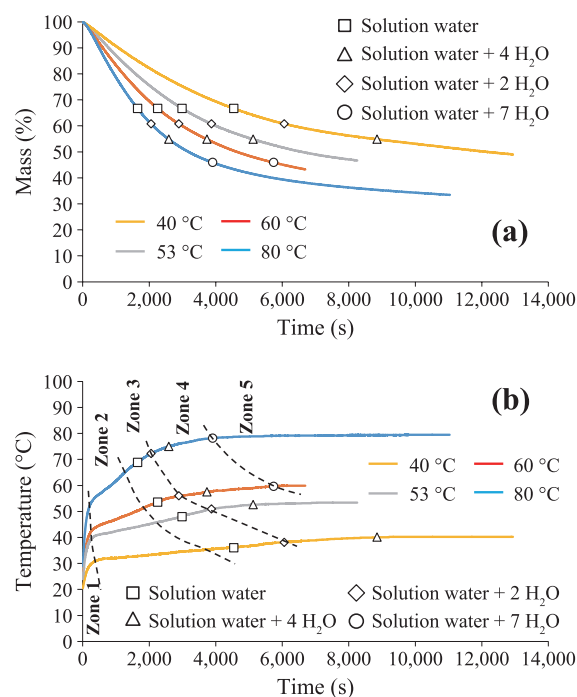 100
90
80
70
60
50
40
30
20
10
0
Mass (%)
Solution water
Solution water + 4 H2O
Solution water + 2 H2O
Solution water + 7 H2O
40 °C
60 °C
53 °C
80 °C
(a)
0
2,000
4,000
6,000
8,000
10,000
12,000
14,000
Time (s)
100
90
80
70
60
50
40
30
20
10
0
Temperature (°C)
Zone 1
Zone 2
Zone 3
Zone 4
Zone 5
(b)
40 °C
60 °C
53 °C
80 °C
Solution water
Solution water + 2 H2O
Solution water + 4 H2O
Solution water + 7 H2O
0
2,000
4,000
6,000
8,000
10,000
12,000
14,000
Time (s)